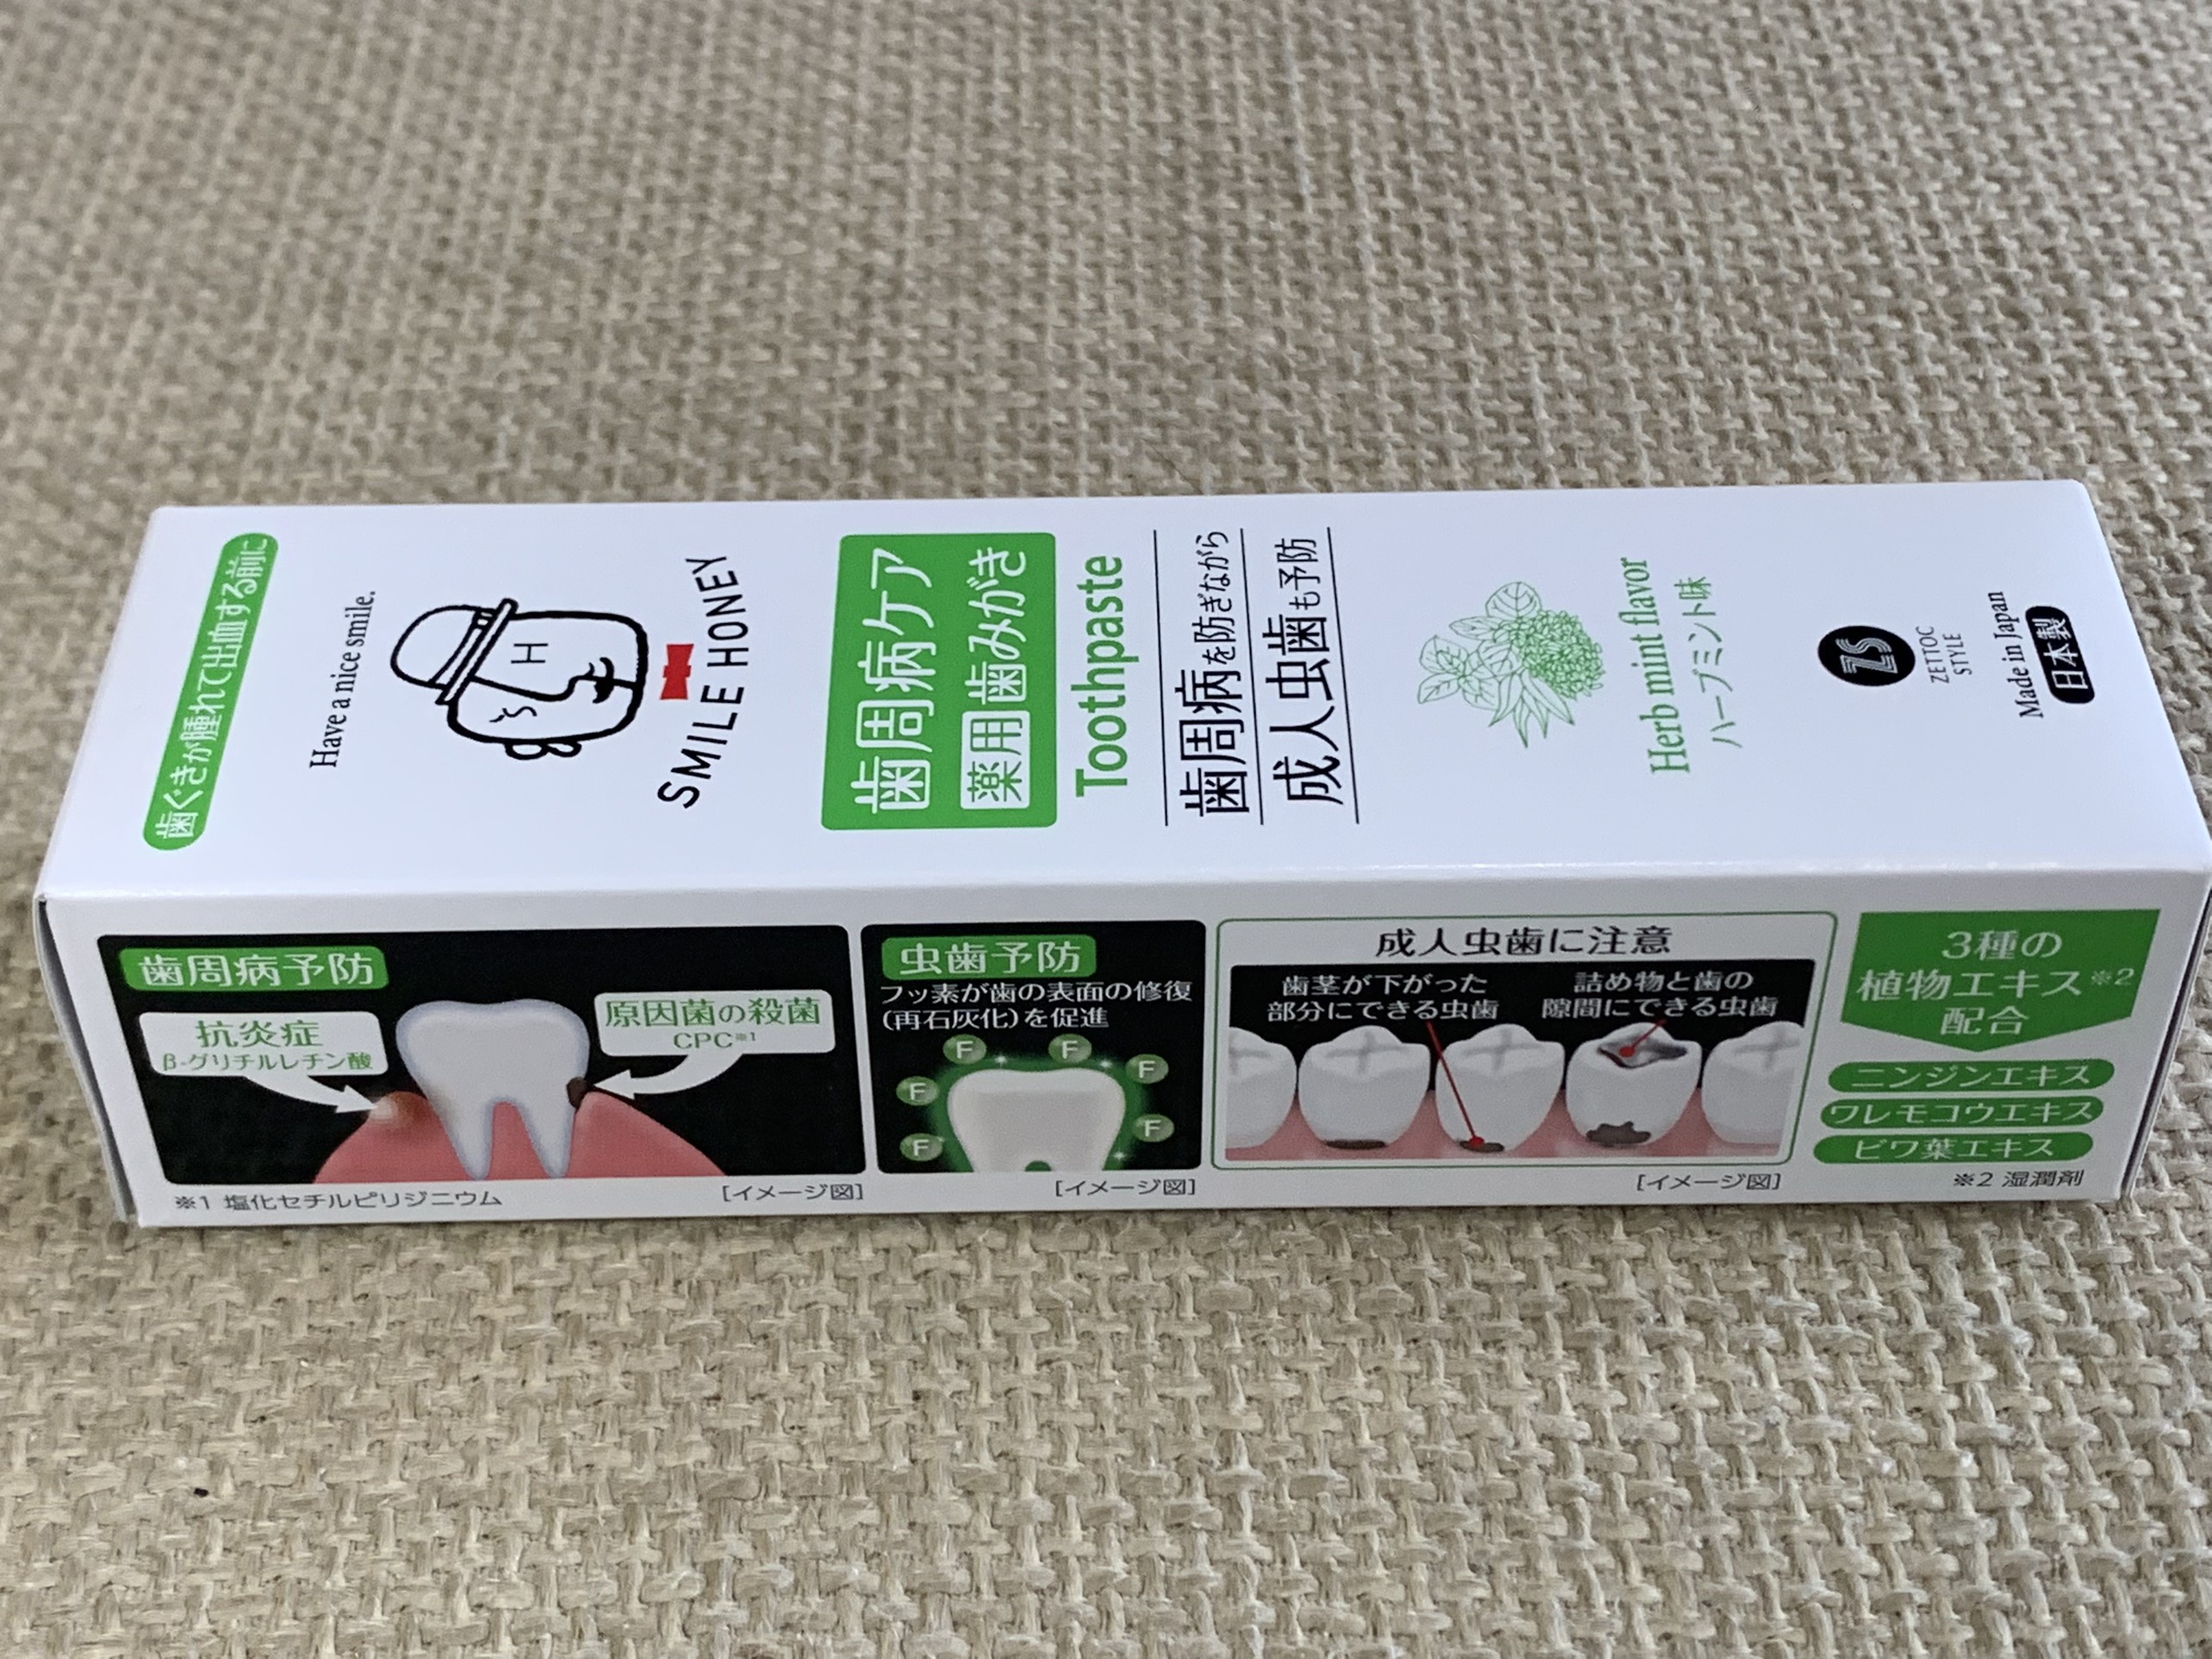 歯ぐきが腫れて出血する前に
Have a nice smile.
H
SMILE HONEY
歯周病ケア
薬用歯みがき
Toothpaste
歯周病を防ぎながら
成人虫歯も予防
Herb mint flavor
ハーブミント味
ZS
ZETTOC
STYLE
Made in Japan
日本製
歯周病予防
抗炎症
β-グリチルレチン酸
原因菌の殺菌
CPC※1
※1 塩化セチルピリジニウム
[イメージ図]
虫歯予防
フッ素が歯の表面の修復
(再石灰化)を促進
F
F
F
F
F
F
[イメージ図]
成人虫歯に注意
歯茎が下がった
部分にできる虫歯
詰め物と歯の
隙間にできる虫歯
[イメージ図]
3種の
植物エキス※2
配合
ニンジンエキス
ワレモコウエキス
ビワ葉エキス
※2 湿潤剤